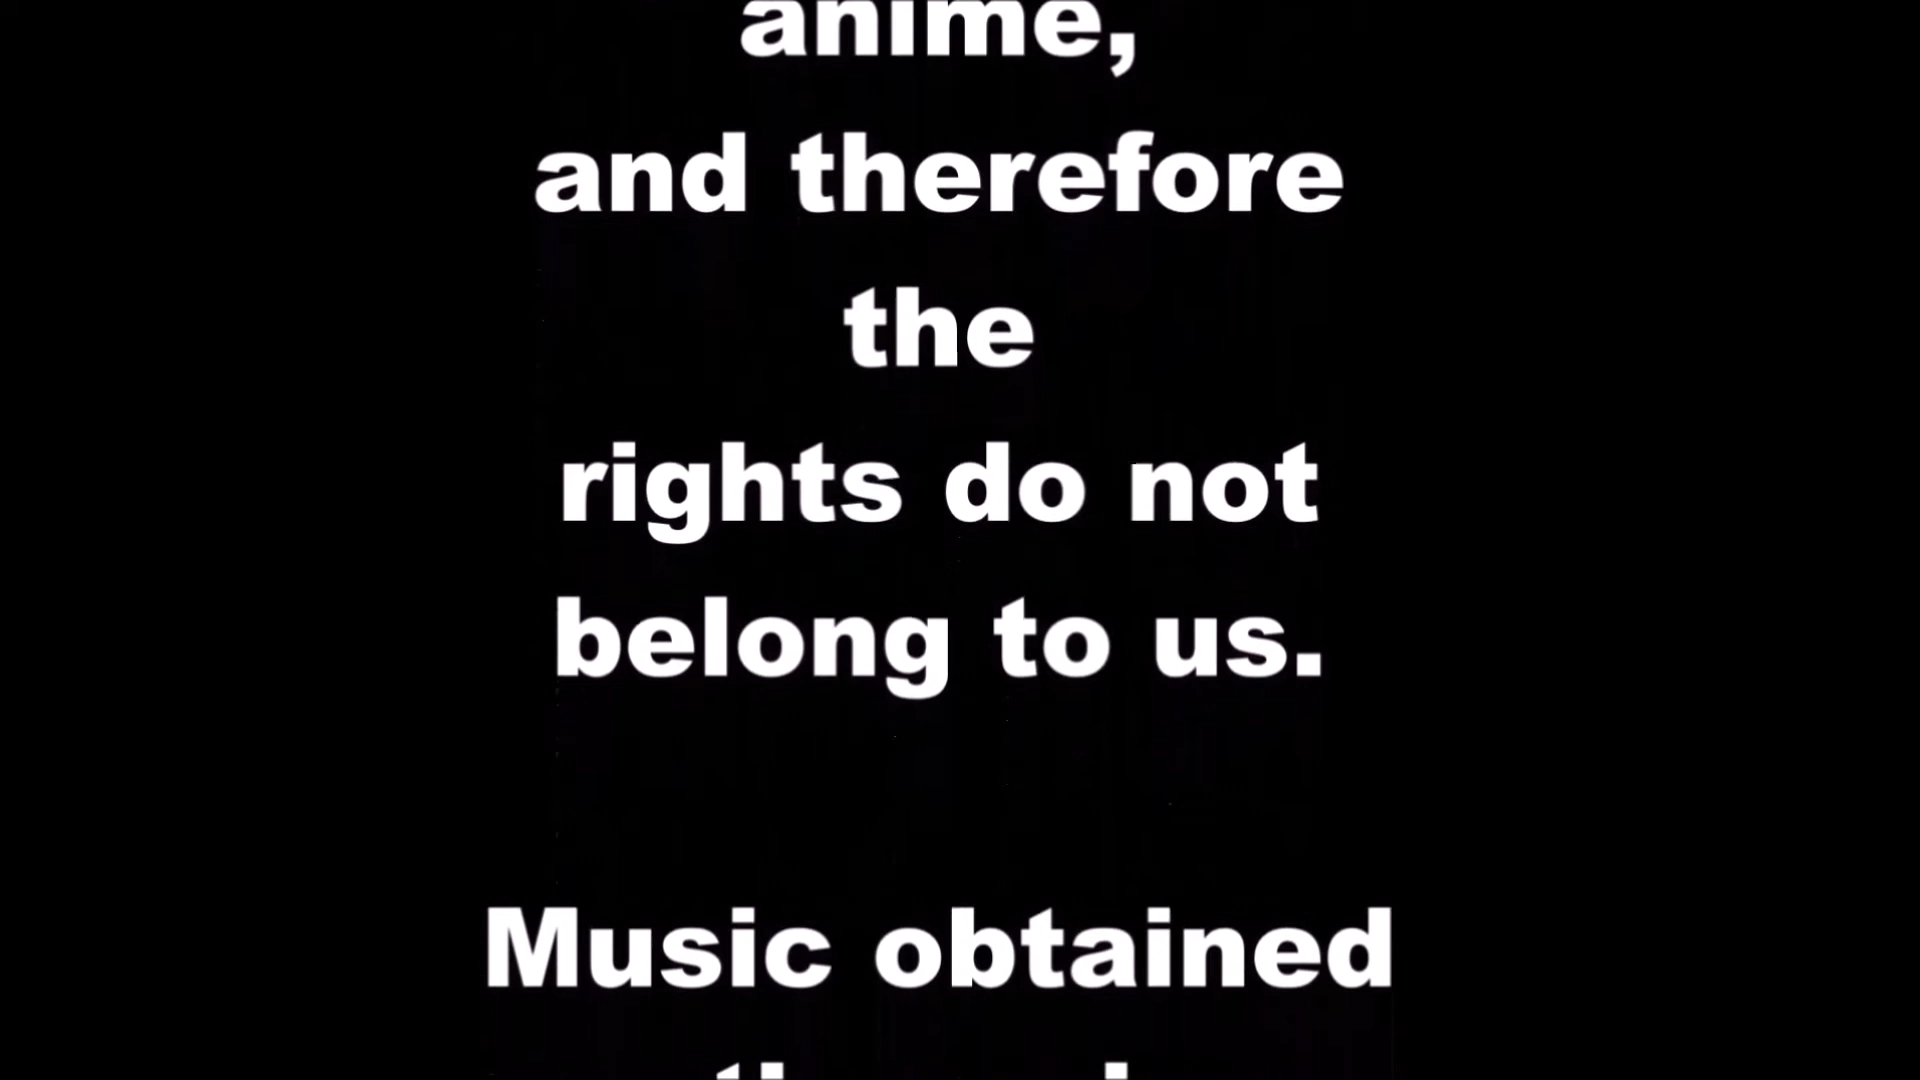 anime,
and therefore
the
rights do not
belong to us.
Music obtained